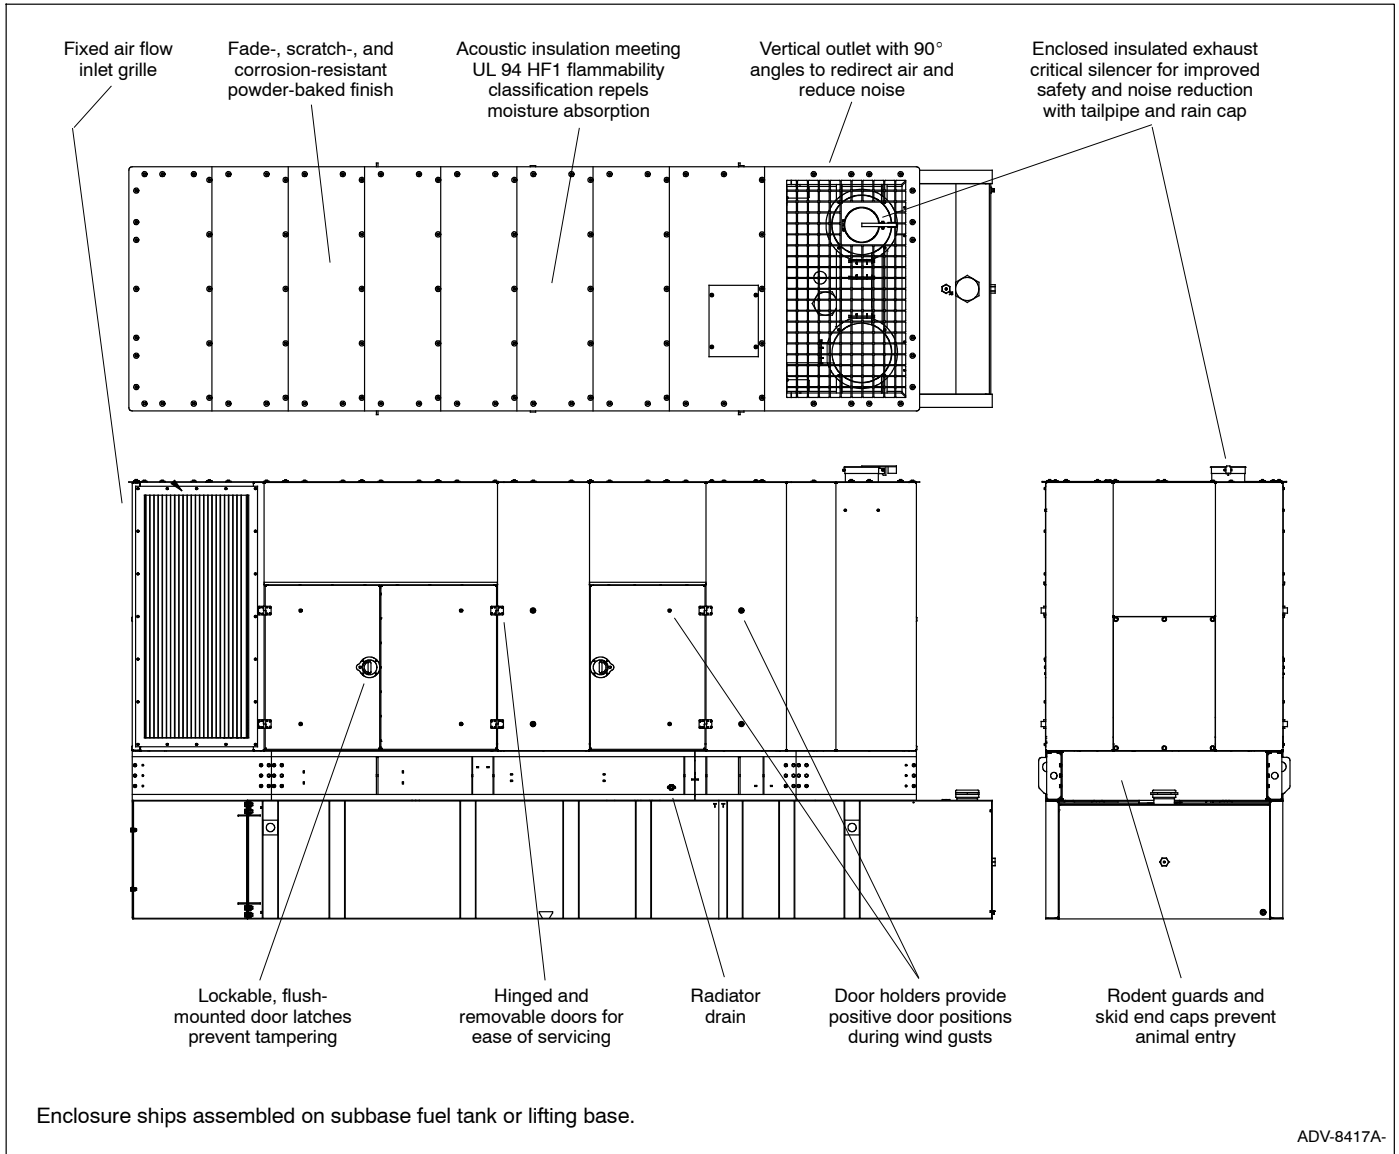 Fixed air flow
inlet grille
Fade-, scratch-, and
corrosion-resistant
powder-baked finish
Acoustic insulation meeting
UL 94 HF1 flammability
classification repels
moisture absorption
Vertical outlet with 90°
angles to redirect air and
reduce noise
Enclosed insulated exhaust
critical silencer for improved
safety and noise reduction
with tailpipe and rain cap
Lockable, flush-
mounted door latches
prevent tampering
Hinged and
removable doors for
ease of servicing
Radiator
drain
Door holders provide
positive door positions
during wind gusts
Rodent guards and
skid end caps prevent
animal entry
Enclosure ships assembled on subbase fuel tank or lifting base.
ADV-8417A-